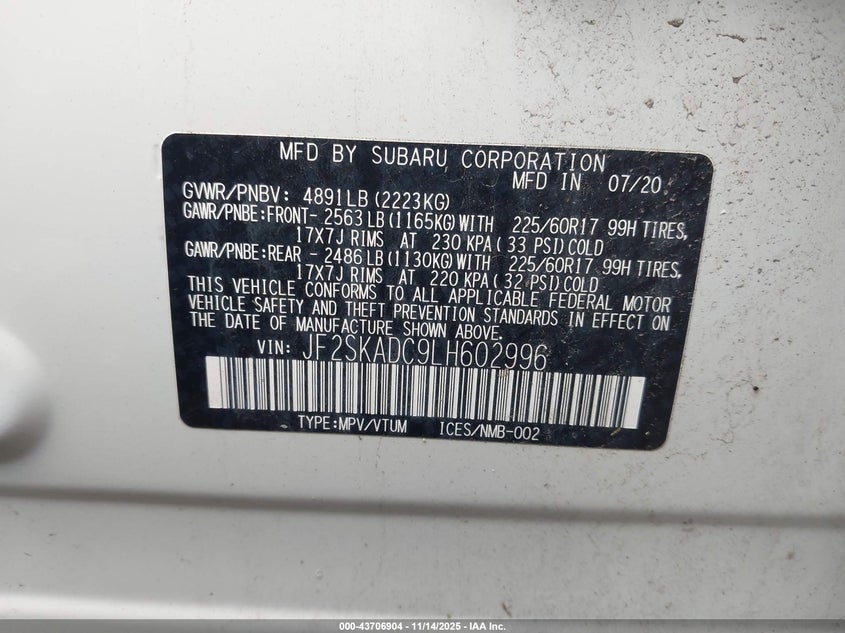 MFD BY SUBARU CORPORATION
MFD IN 07/20
GVWR/PNBV: 4891LB(2223KG)
GAWR/PNBE:FRONT- 2563LB(1165KG)WITH 225/60R17 99H TIRES,
17X7J RIMS AT 230 KPA(33 PSI)COLD
GAWR/PNBE:REAR - 2486LB(1130KG)WITH 225/60R17 99H TIRES,
17X7J RIMS AT 220 KPA(32 PSI)COLD
THIS VEHICLE CONFORMS TO ALL APPLICABLE FEDERAL MOTOR
VEHICLE SAFETY AND THEFT PREVENTION STANDARDS IN EFFECT ON
THE DATE OF MANUFACTURE SHOWN ABOVE.
VIN: JF2SKADC9LH602996
TYPE:MPV/VTUM ICES/NMB-002
000-43706904 - 11/14/2025 - IAA Inc.